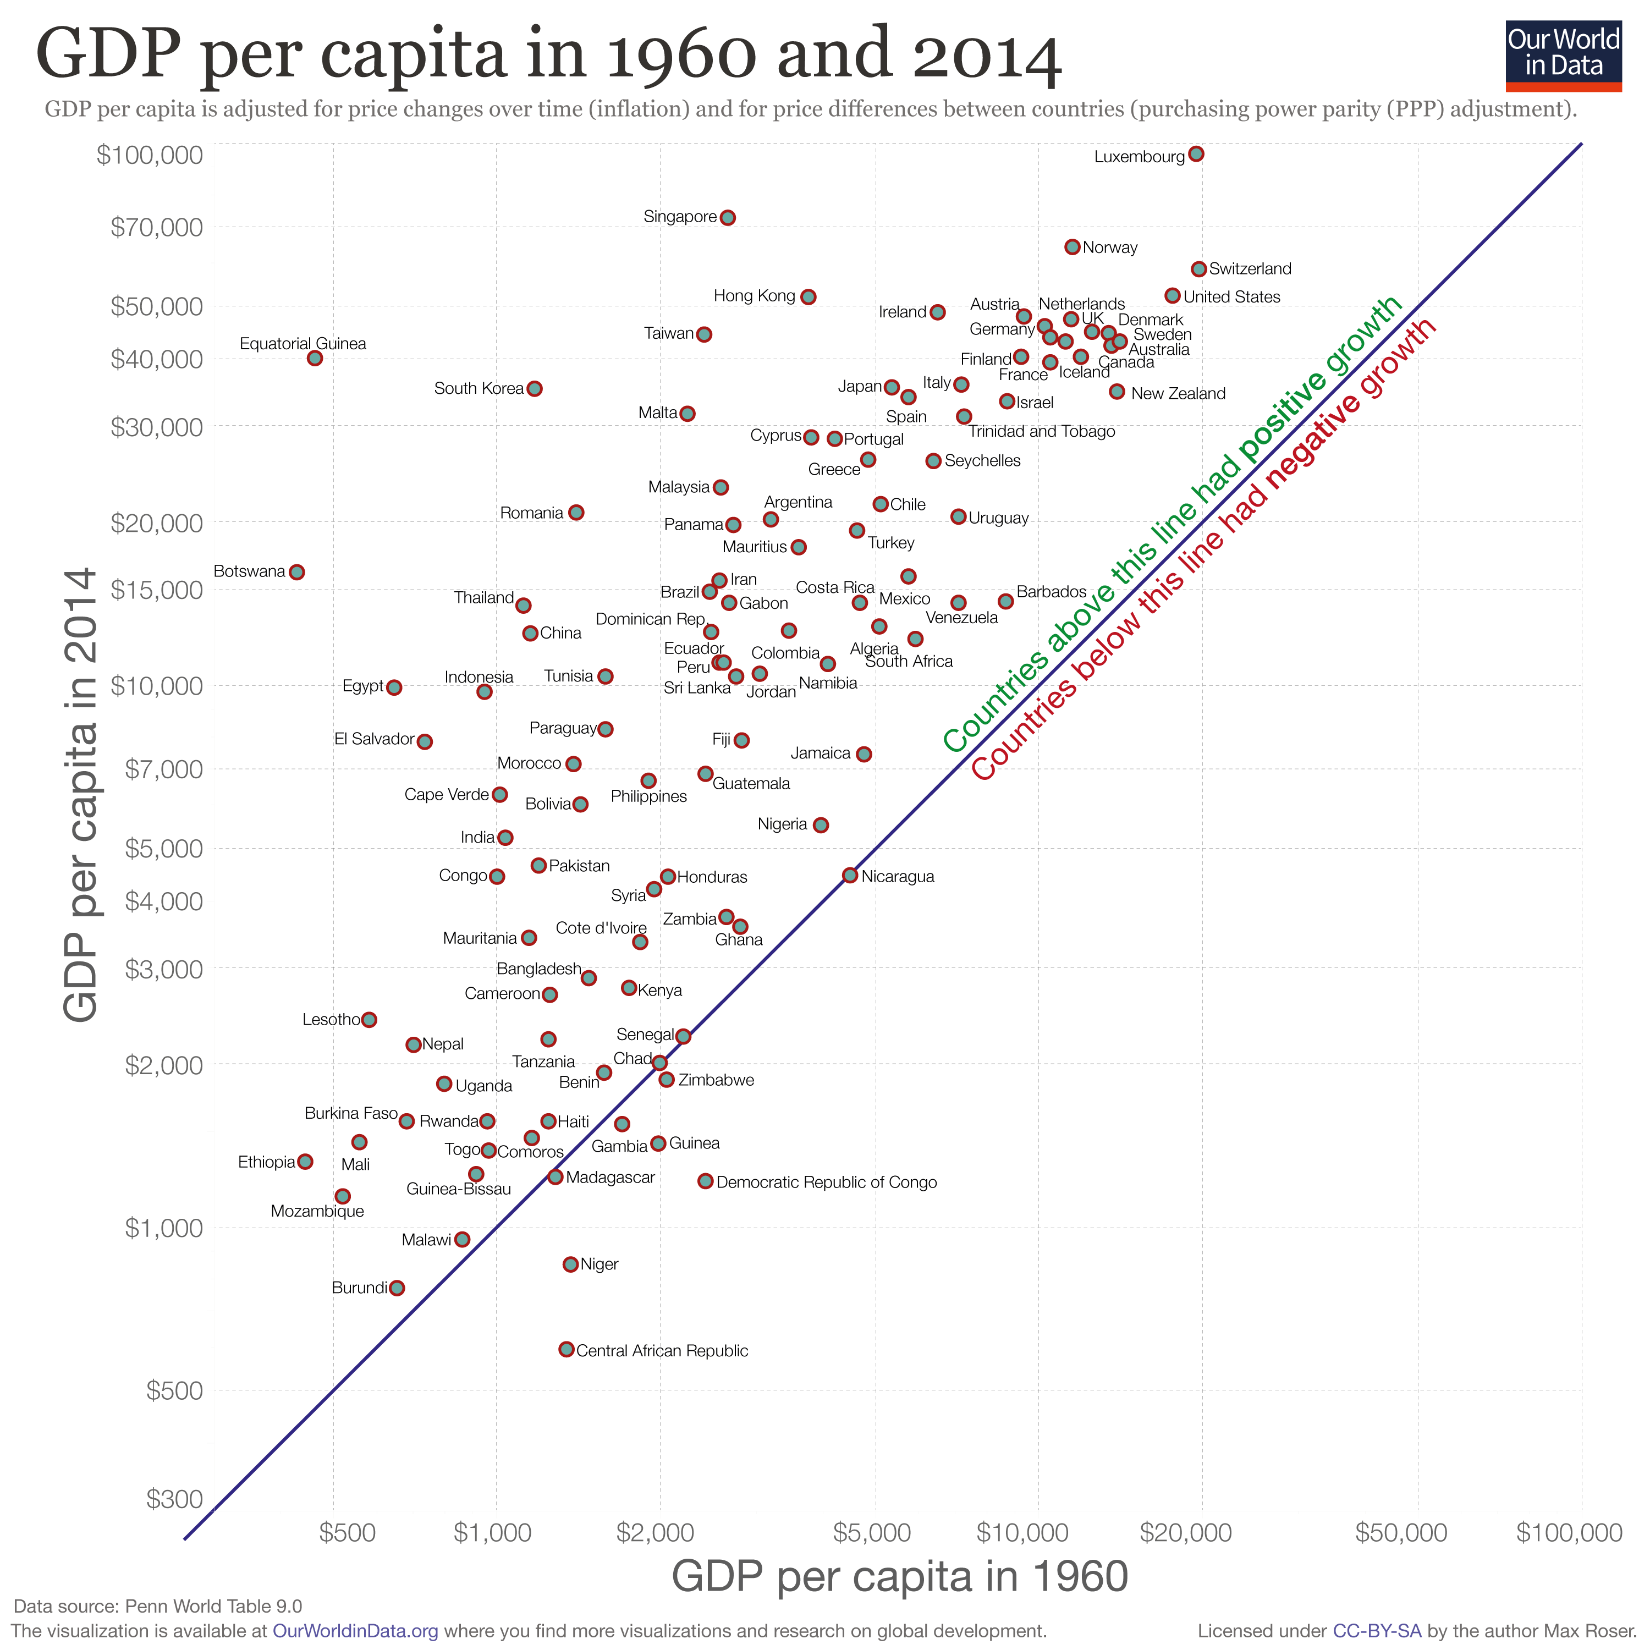 GDP per capita in 1960 and 2014
Our World
in Data
GDP per capita is adjusted for price changes over time (inflation) and for price differences between countries (purchasing power parity (PPP) adjustment).
GDP per capita in 2014
$100,000
$70,000
$50,000
$40,000
$30,000
$20,000
$15,000
$10,000
$7,000
$5,000
$4,000
$3,000
$2,000
$1,000
$500
$300
Luxembourg
Singapore
Norway
Switzerland
Hong Kong
United States
Ireland
Austria
Netherlands
Taiwan
Germany
UK
Denmark
Sweden
Equatorial Guinea
Australia
Finland
Canada
France
Iceland
South Korea
Japan
Italy
New Zealand
Malta
Spain
Israel
Trinidad and Tobago
Cyprus
Portugal
Greece
Seychelles
Malaysia
Argentina
Chile
Romania
Panama
Uruguay
Mauritius
Turkey
Botswana
Iran
Costa Rica
Brazil
Gabon
Mexico
Barbados
Thailand
Dominican Rep.
Venezuela
China
Ecuador
Colombia
Algeria
Peru
South Africa
Indonesia
Tunisia
Egypt
Sri Lanka
Jordan
Namibia
Paraguay
El Salvador
Fiji
Jamaica
Morocco
Guatemala
Cape Verde
Philippines
Bolivia
Nigeria
India
Pakistan
Congo
Honduras
Nicaragua
Syria
Zambia
Cote d'Ivoire
Mauritania
Ghana
Bangladesh
Cameroon
Kenya
Lesotho
Senegal
Nepal
Tanzania
Chad
Uganda
Benin
Zimbabwe
Burkina Faso
Rwanda
Haiti
Togo
Comoros
Gambia
Guinea
Ethiopia
Mali
Guinea-Bissau
Madagascar
Democratic Republic of Congo
Mozambique
Malawi
Niger
Burundi
Central African Republic
Countries above this line had positive growth
Countries below this line had negative growth
$500
$1,000
$2,000
$5,000
$10,000
$20,000
$50,000
$100,000
GDP per capita in 1960
Data source: Penn World Table 9.0
The visualization is available at OurWorldinData.org where you find more visualizations and research on global development.
Licensed under CC-BY-SA by the author Max Roser.